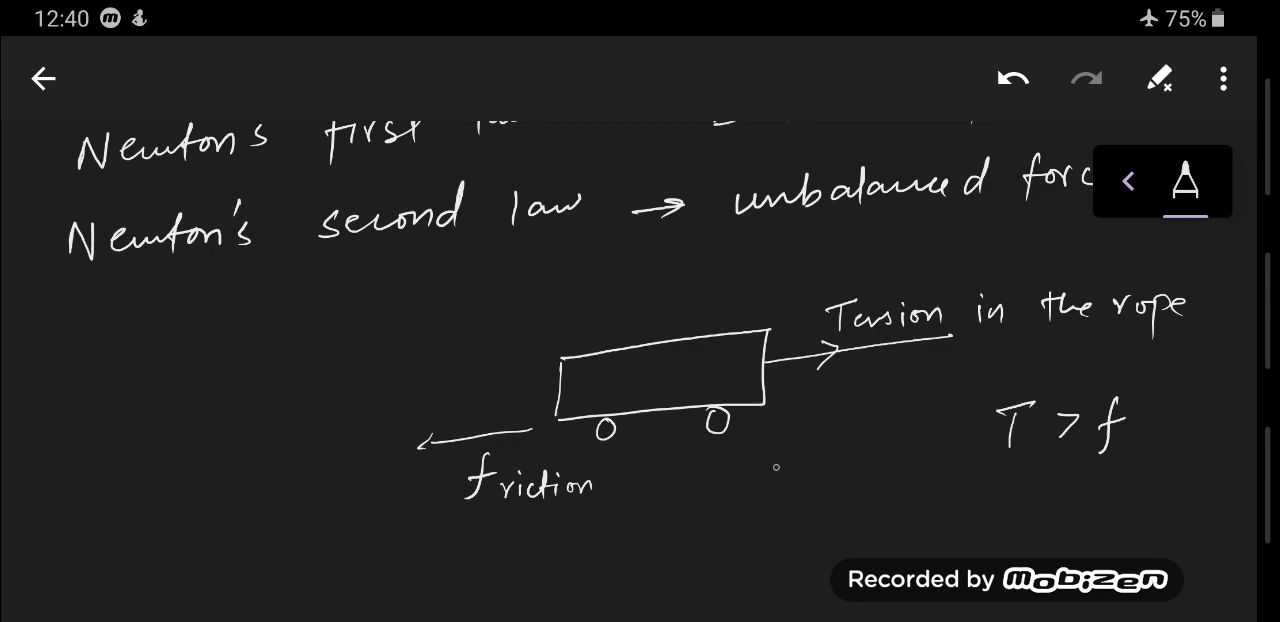 12:40
75%
Newton's first
Newton's second law → unbalanced forc
Tension in the rope
T > f
friction
Recorded by mobizen